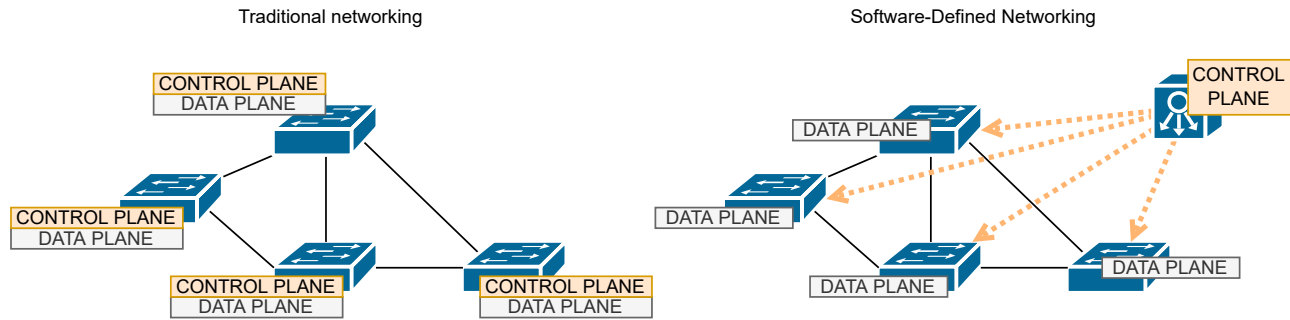 Traditional networking
CONTROL PLANE
DATA PLANE
CONTROL PLANE
DATA PLANE
CONTROL PLANE
DATA PLANE
CONTROL PLANE
DATA PLANE
Software-Defined Networking
CONTROL
PLANE
DATA PLANE
DATA PLANE
DATA PLANE
DATA PLANE